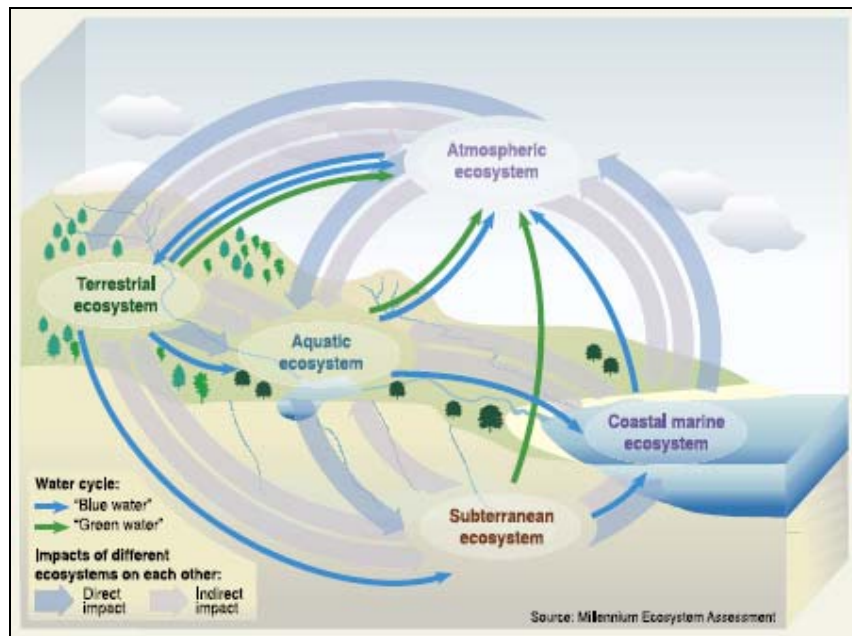 Atmospheric
ecosystem
Terrestrial
ecosystem
Aquatic
ecosystem
Coastal marine
ecosystem
Subterranean
ecosystem
Water cycle:
"Blue water"
"Green water"
Impacts of different
ecosystems on each other:
Direct
impact
Indirect
impact
Source: Millennium Ecosystem Assessment